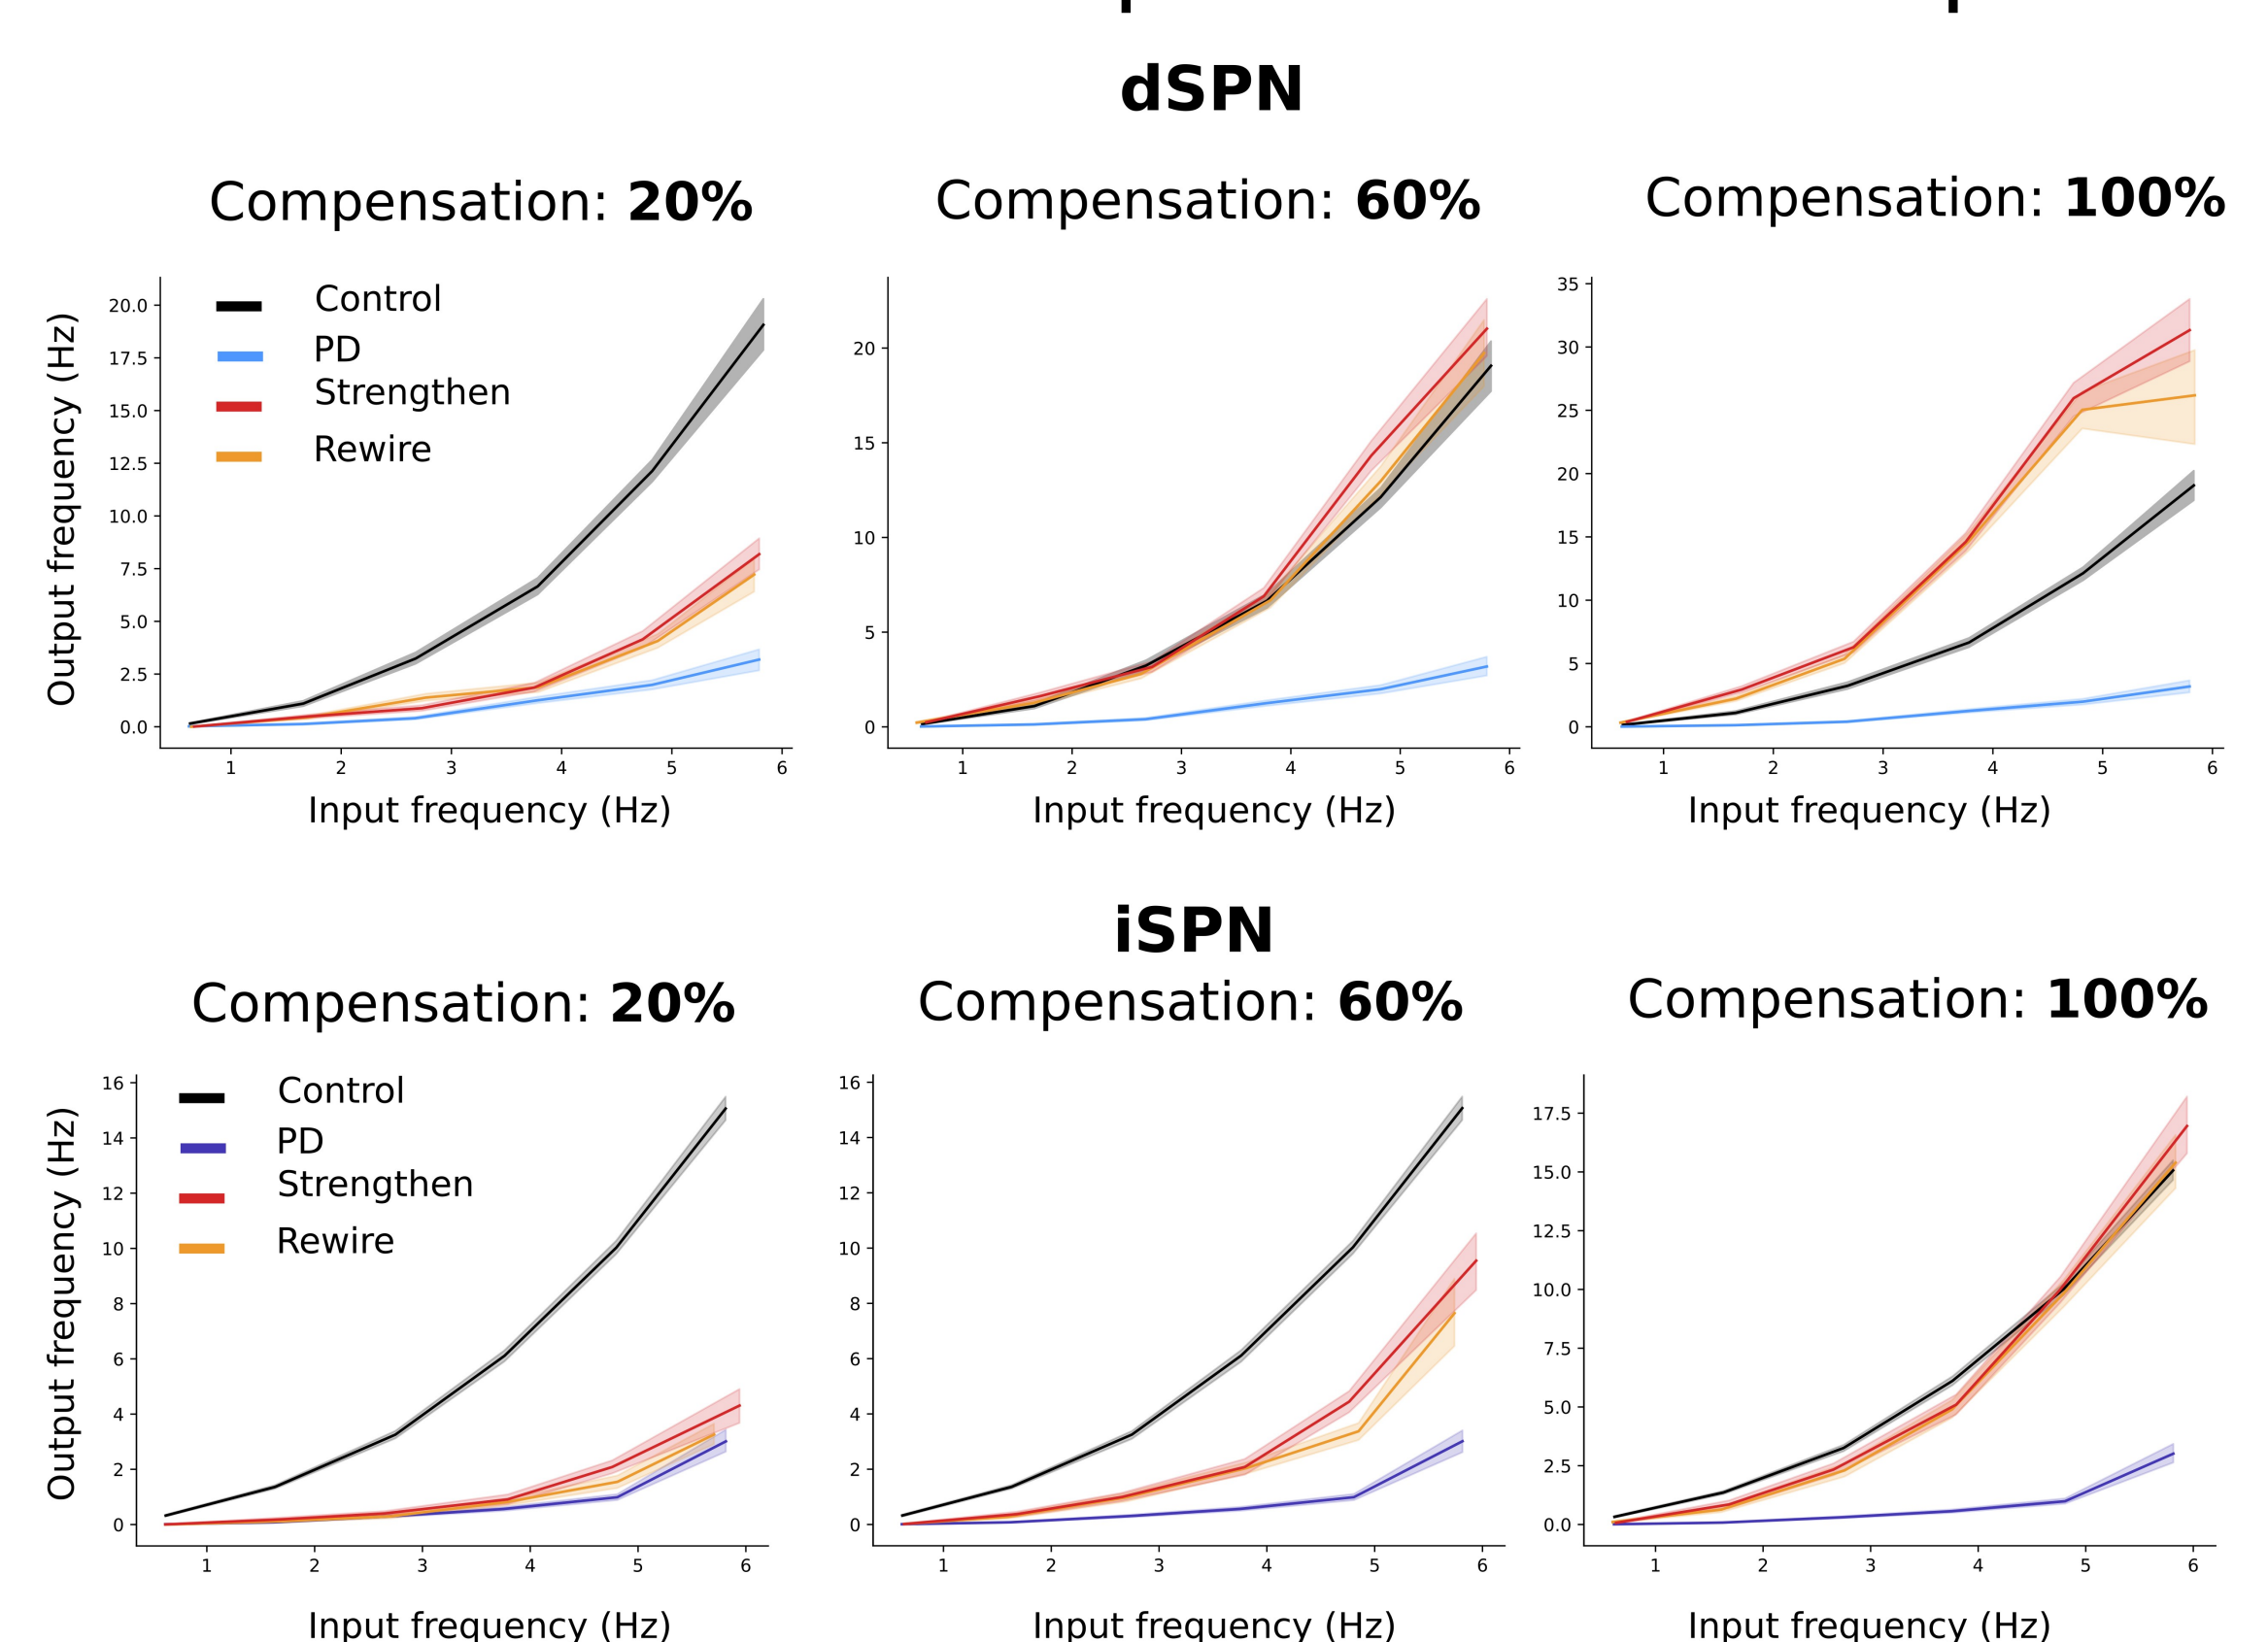 dSPN
Compensation: 20%
Compensation: 60%
Compensation: 100%
Output frequency (Hz)
20.0
17.5
15.0
12.5
10.0
7.5
5.0
2.5
0.0
Control
PD
Strengthen
Rewire
1 2 3 4 5 6
Input frequency (Hz)
20
15
10
5
0
1 2 3 4 5 6
Input frequency (Hz)
35
30
25
20
15
10
5
0
1 2 3 4 5 6
Input frequency (Hz)
iSPN
Compensation: 20%
Compensation: 60%
Compensation: 100%
Output frequency (Hz)
16
14
12
10
8
6
4
2
0
Control
PD
Strengthen
Rewire
1 2 3 4 5 6
Input frequency (Hz)
16
14
12
10
8
6
4
2
0
1 2 3 4 5 6
Input frequency (Hz)
17.5
15.0
12.5
10.0
7.5
5.0
2.5
0.0
1 2 3 4 5 6
Input frequency (Hz)